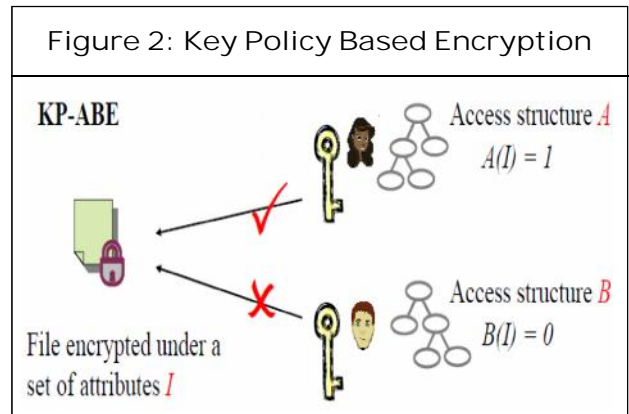 Figure 2: Key Policy Based Encryption
KP-ABE
Access structure A
A(I) = 1
Access structure B
B(I) = 0
File encrypted under a
set of attributes I